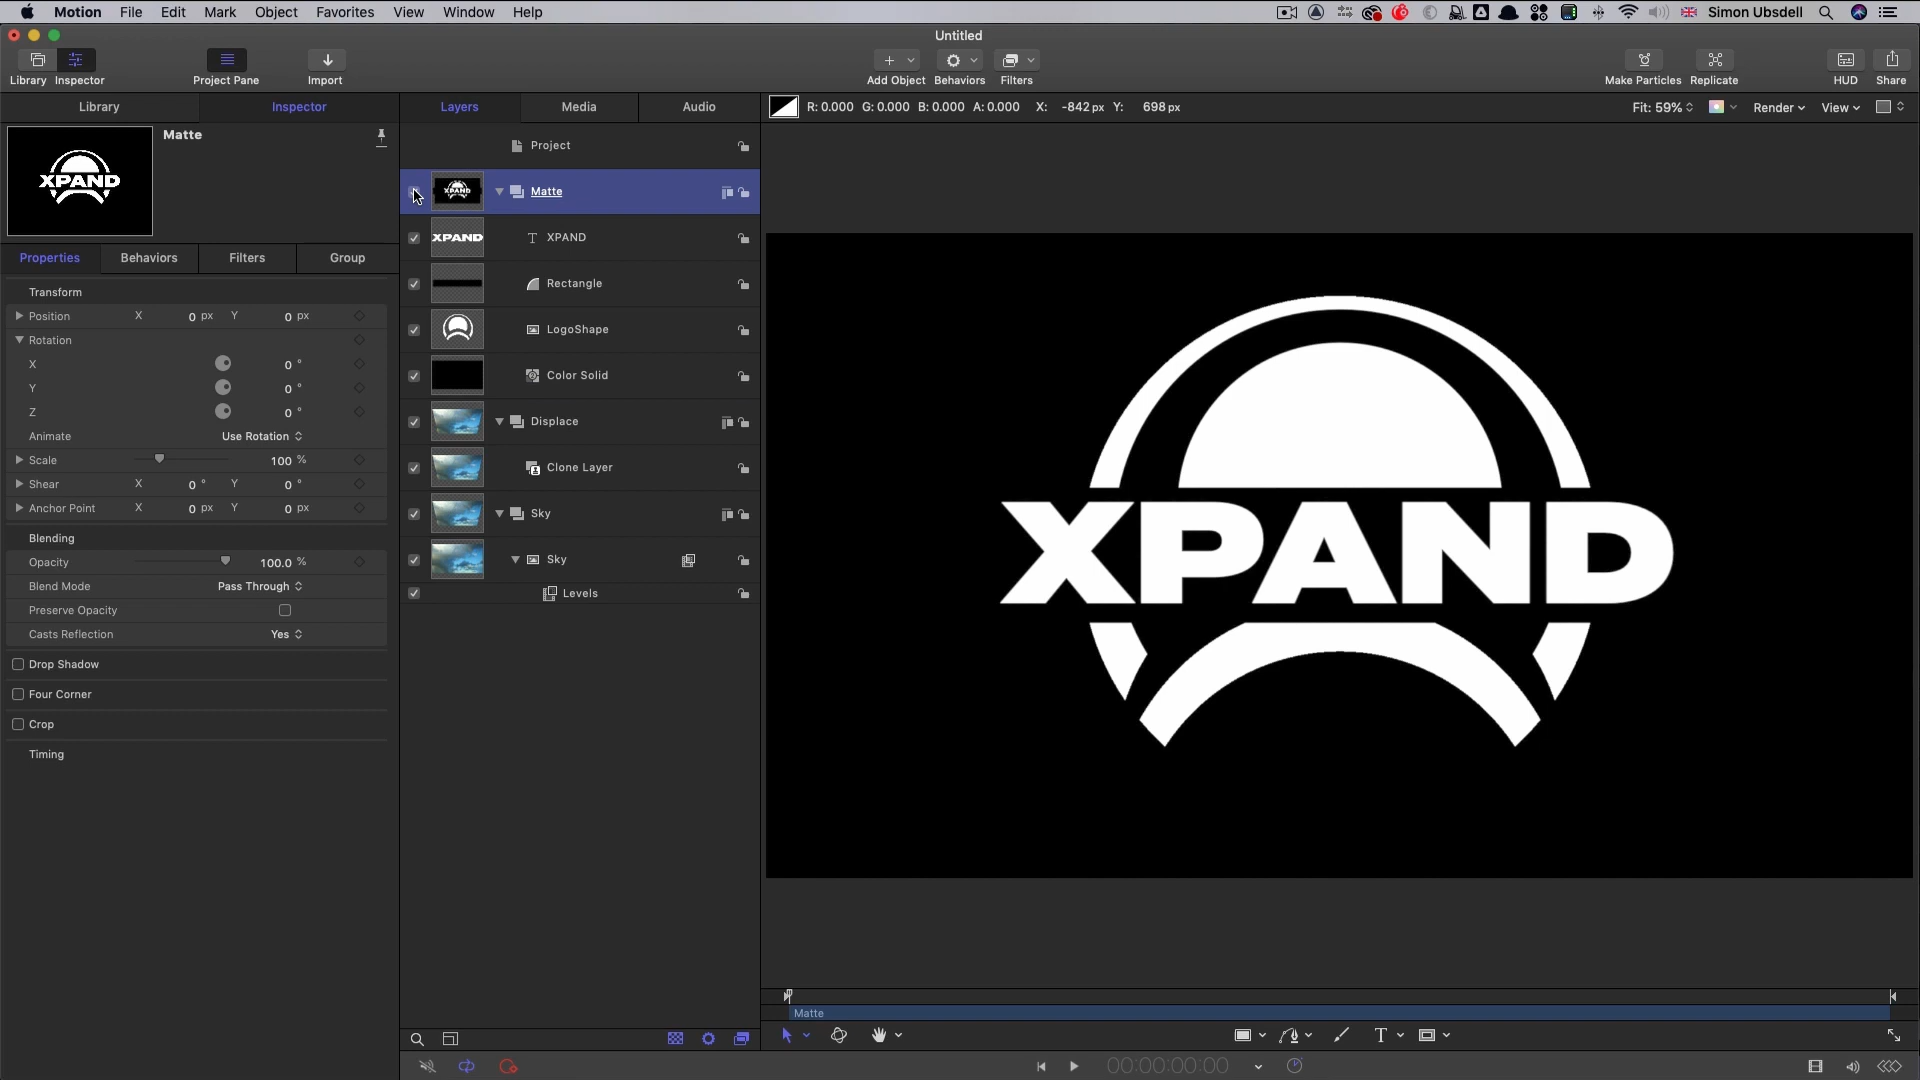 Motion File Edit Mark Object Favorites View Window Help Simon Ubsdell
Untitled
Library Inspector Project Pane Import Add Object Behaviors Filters Make Particles Replicate HUD Share
Library Inspector Layers Media Audio R: 0.000 G: 0.000 B: 0.000 A: 0.000 X: -842 px Y: 698 px Fit: 59% Render View
Matte
Properties Behaviors Filters Group
Transform
Position X 0 px Y 0 px
Rotation
X 0 °
Y 0 °
Z 0 °
Animate Use Rotation
Scale 100 %
Shear X 0 ° Y 0 °
Anchor Point X 0 px Y 0 px
Blending
Opacity 100.0 %
Blend Mode Pass Through
Preserve Opacity
Casts Reflection Yes
Drop Shadow
Four Corner
Crop
Timing
Project
Matte
XPAND XPAND
Rectangle
LogoShape
Color Solid
Displace
Clone Layer
Sky
Sky
Levels
XPAND
Matte
T
00:00:00:00